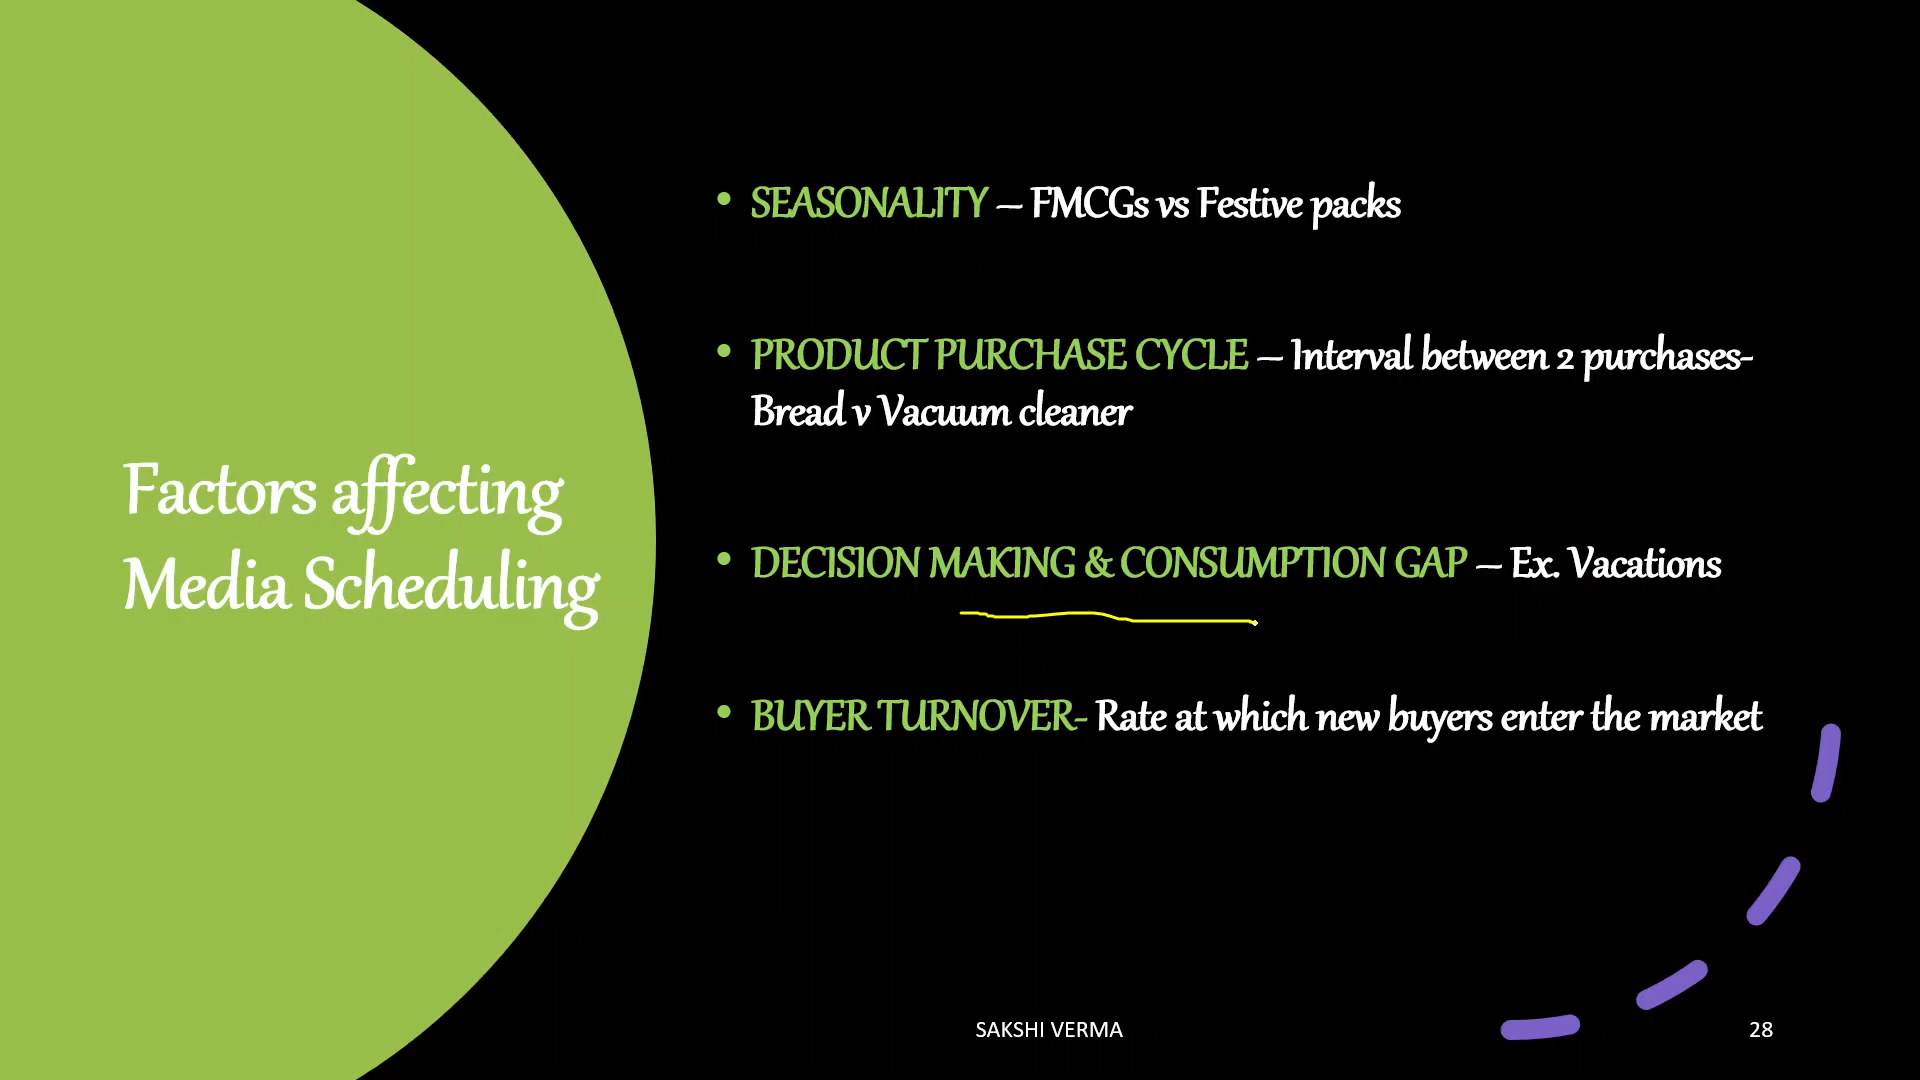 Factors affecting
Media Scheduling
• SEASONALITY – FMCGs vs Festive packs
• PRODUCT PURCHASE CYCLE – Interval between 2 purchases-
Bread v Vacuum cleaner
• DECISION MAKING & CONSUMPTION GAP – Ex. Vacations
• BUYER TURNOVER- Rate at which new buyers enter the market
SAKSHI VERMA
28